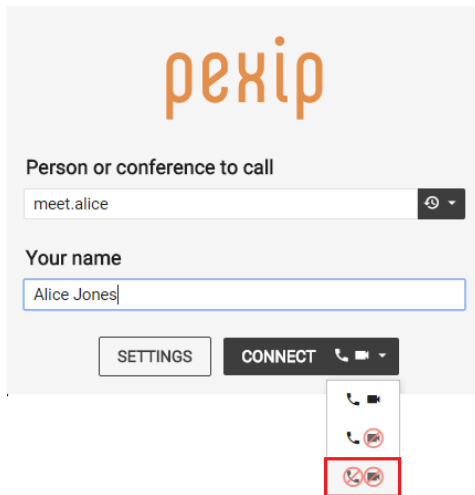 pexip
Person or conference to call
meet.alice
Your name
Alice Jones
SETTINGS
CONNECT